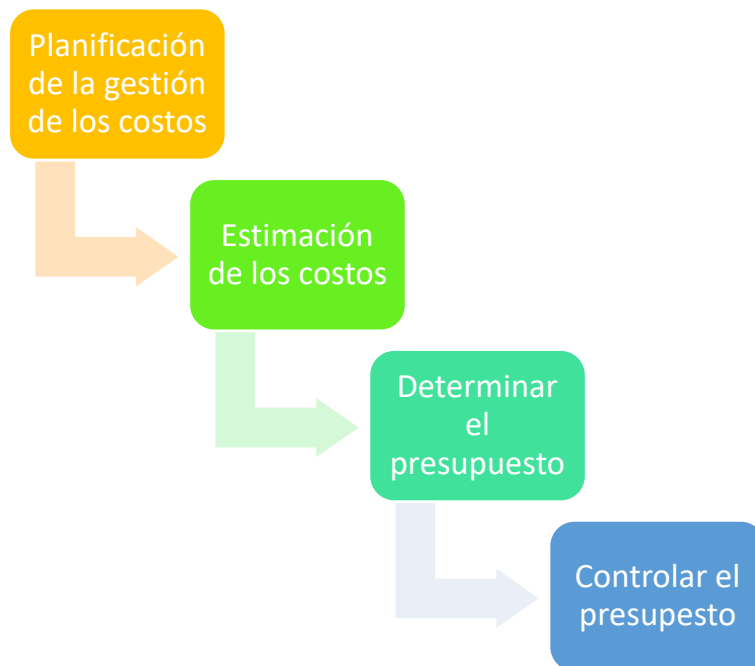 Planificación
de la gestión
de los costos
Estimación
de los costos
Determinar
el
presupuesto
Controlar el
presupesto